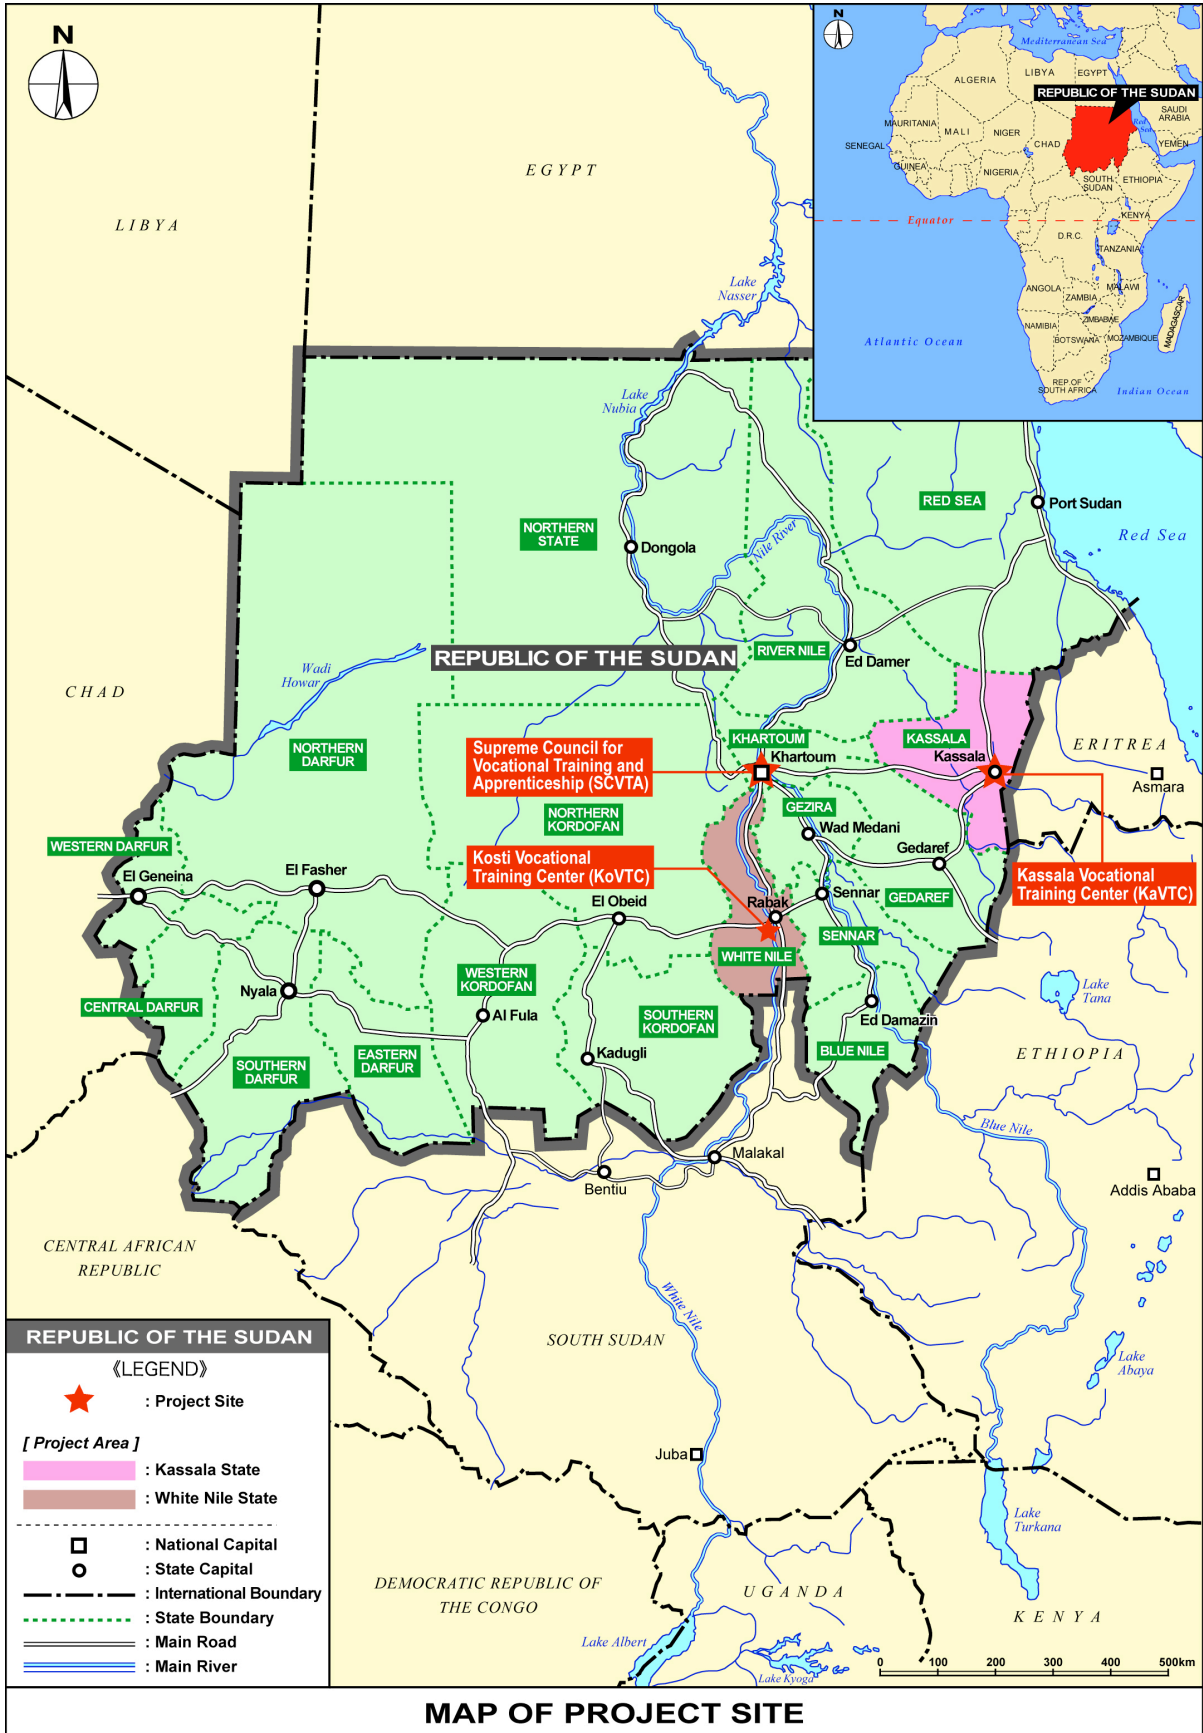 N
LIBYA
EGYPT
Lake
Nasser
Lake
Nubia
N
Mediterranean Sea
ALGERIA
LIBYA
EGYPT
REPUBLIC OF THE SUDAN
SAUDI
ARABIA
Red
Sea
MAURITANIA
MALI
NIGER
CHAD
YEMEN
SENEGAL
GUINEA
NIGERIA
SOUTH
SUDAN
ETHIOPIA
Equator
KENYA
D.R.C.
TANZANIA
ANGOLA
MALAWI
ZAMBIA
ZIMBABWE
NAMIBIA
BOTSWANA
MOZAMBIQUE
MADAGASCAR
Atlantic Ocean
REP.OF
SOUTH AFRICA
Indian Ocean
RED SEA
Port Sudan
Red Sea
NORTHERN
STATE
Dongola
Nile River
REPUBLIC OF THE SUDAN
RIVER NILE
Ed Damer
Wadi
Howar
CHAD
NORTHERN
DARFUR
KHARTOUM
Khartoum
KASSALA
Kassala
ERITREA
Asmara
Supreme Council for
Vocational Training and
Apprenticeship (SCVTA)
NORTHERN
KORDOFAN
GEZIRA
Wad Medani
Gedaref
GEDAREF
WESTERN DARFUR
El Geneina
El Fasher
Kosti Vocational
Training Center (KoVTC)
Kassala Vocational
Training Center (KaVTC)
El Obeid
Rabak
Sennar
SENNAR
WHITE NILE
WESTERN
KORDOFAN
CENTRAL DARFUR
Nyala
Al Fula
SOUTHERN
KORDOFAN
Ed Damazin
Lake
Tana
ETHIOPIA
BLUE NILE
SOUTHERN
DARFUR
EASTERN
DARFUR
Kadugli
Blue Nile
Malakal
Bentiu
Addis Ababa
CENTRAL AFRICAN
REPUBLIC
White Nile
SOUTH SUDAN
Lake
Abaya
Juba
Lake
Turkana
DEMOCRATIC REPUBLIC OF
THE CONGO
UGANDA
KENYA
Lake Albert
Lake Kyoga
0 100 200 300 400 500km
REPUBLIC OF THE SUDAN
《LEGEND》
: Project Site
[ Project Area ]
: Kassala State
: White Nile State
: National Capital
: State Capital
: International Boundary
: State Boundary
: Main Road
: Main River
MAP OF PROJECT SITE